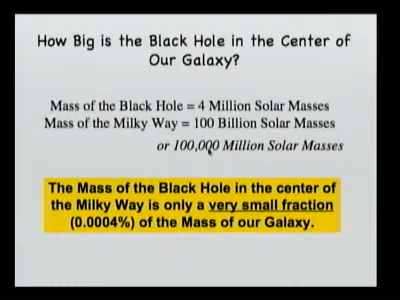 How Big is the Black Hole in the Center of
Our Galaxy?
Mass of the Black Hole = 4 Million Solar Masses
Mass of the Milky Way = 100 Billion Solar Masses
or 100,000 Million Solar Masses
The Mass of the Black Hole in the center of
the Milky Way is only a very small fraction
(0.0004%) of the Mass of our Galaxy.